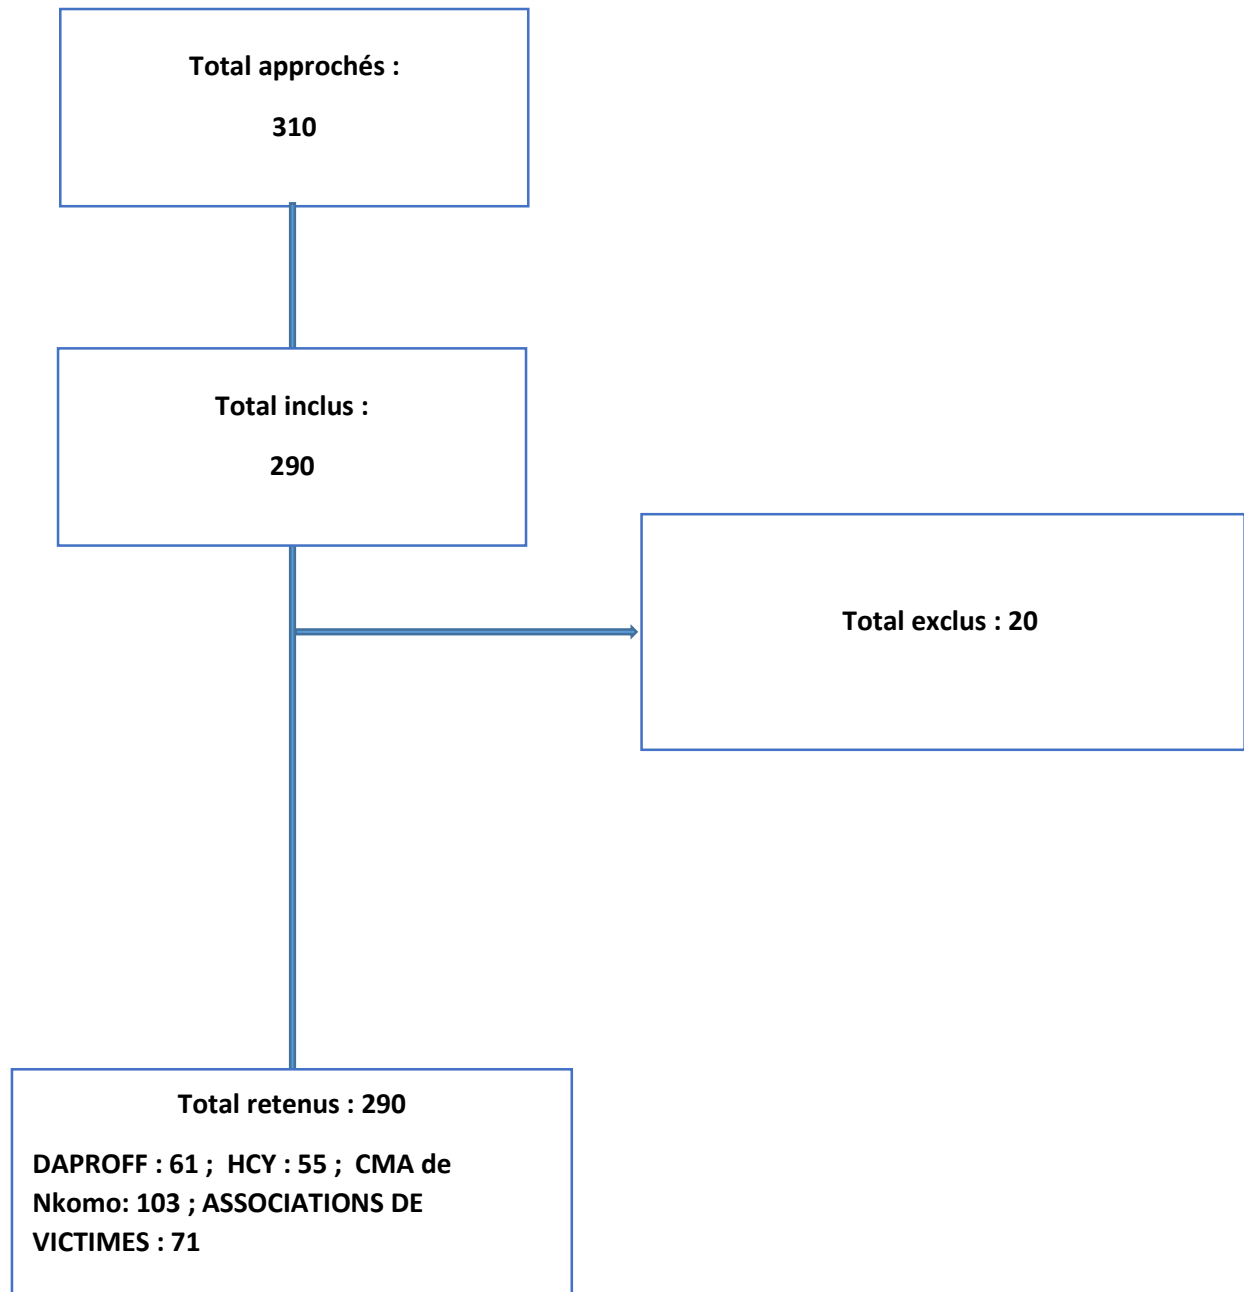 Total approchés :
310
Total inclus :
290
Total exclus : 20
Total retenus : 290
DAPROFF : 61 ; HCY : 55 ; CMA de
Nkomo: 103 ; ASSOCIATIONS DE
VICTIMES : 71